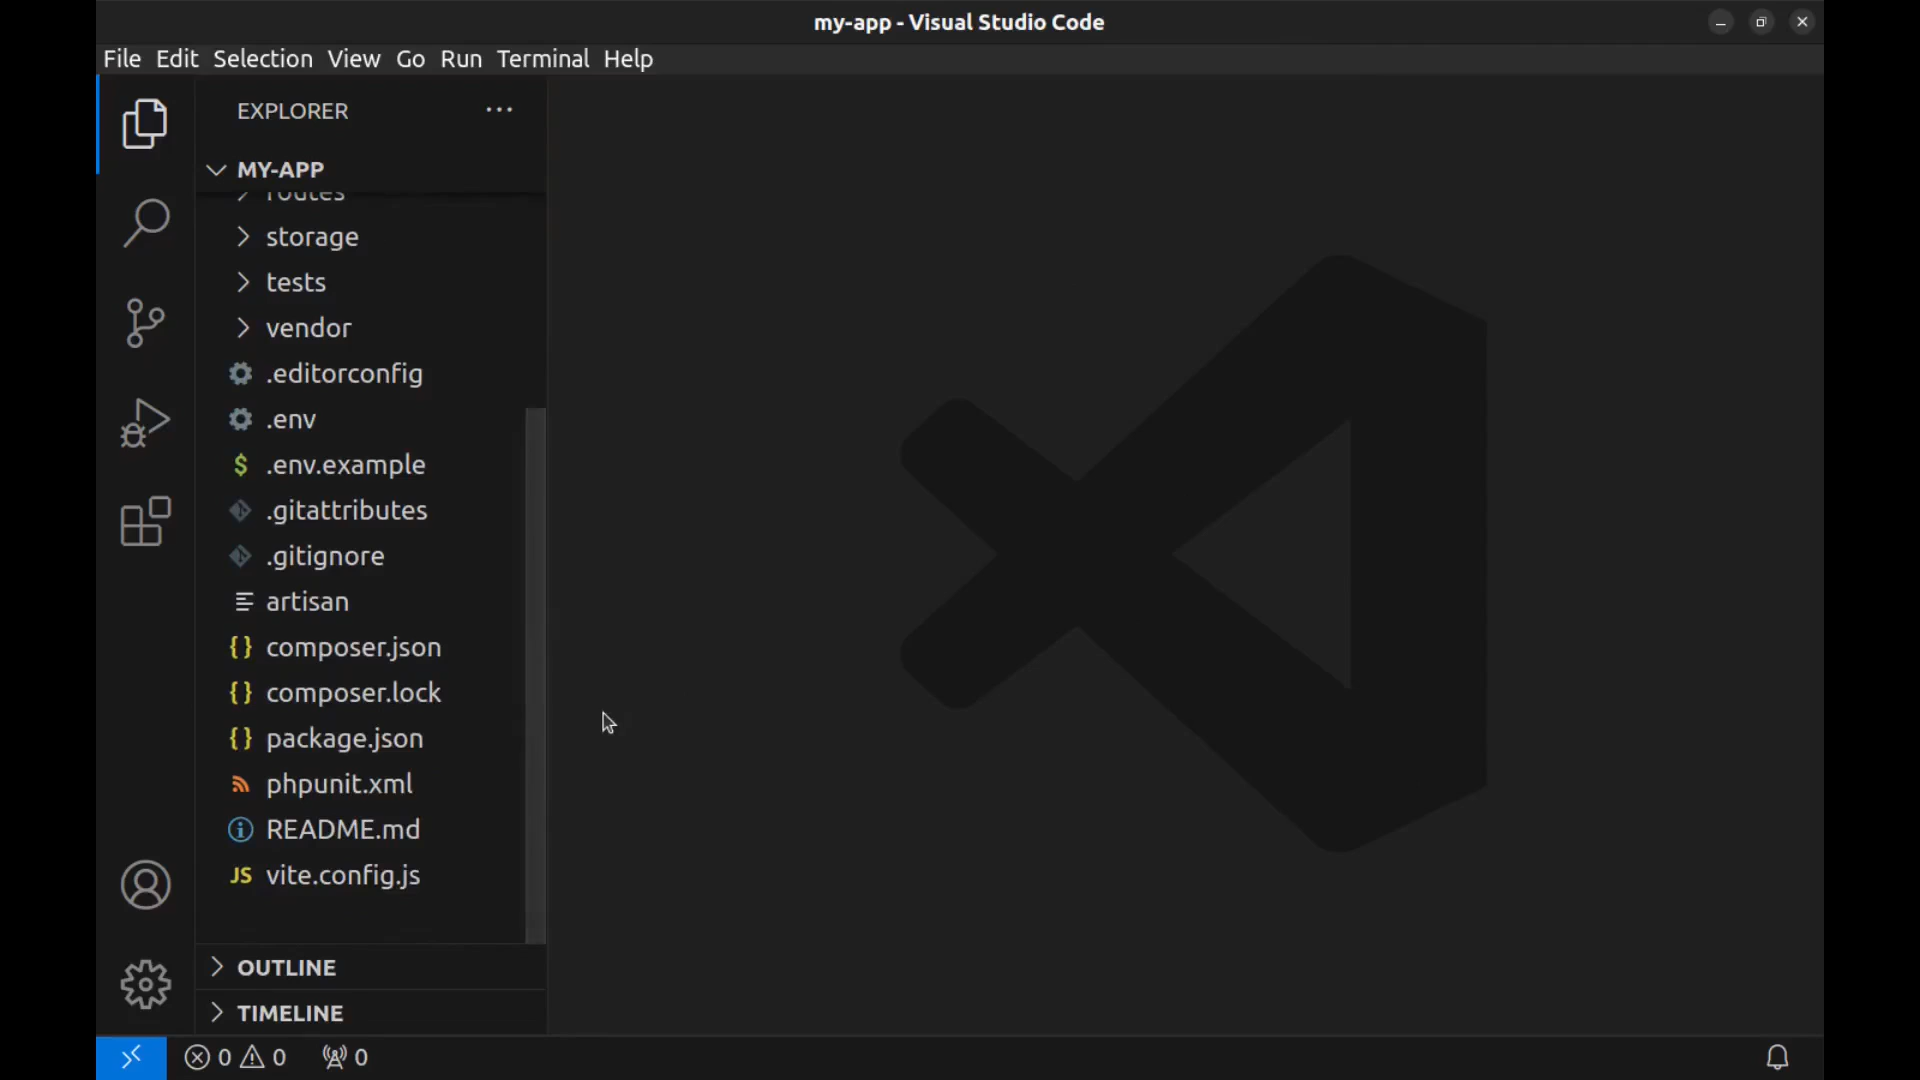 my-app - Visual Studio Code
File Edit Selection View Go Run Terminal Help
EXPLORER
MY-APP
routes
storage
tests
vendor
.editorconfig
.env
$ .env.example
.gitattributes
.gitignore
artisan
{} composer.json
{} composer.lock
{} package.json
phpunit.xml
README.md
JS vite.config.js
OUTLINE
TIMELINE
0 0 0